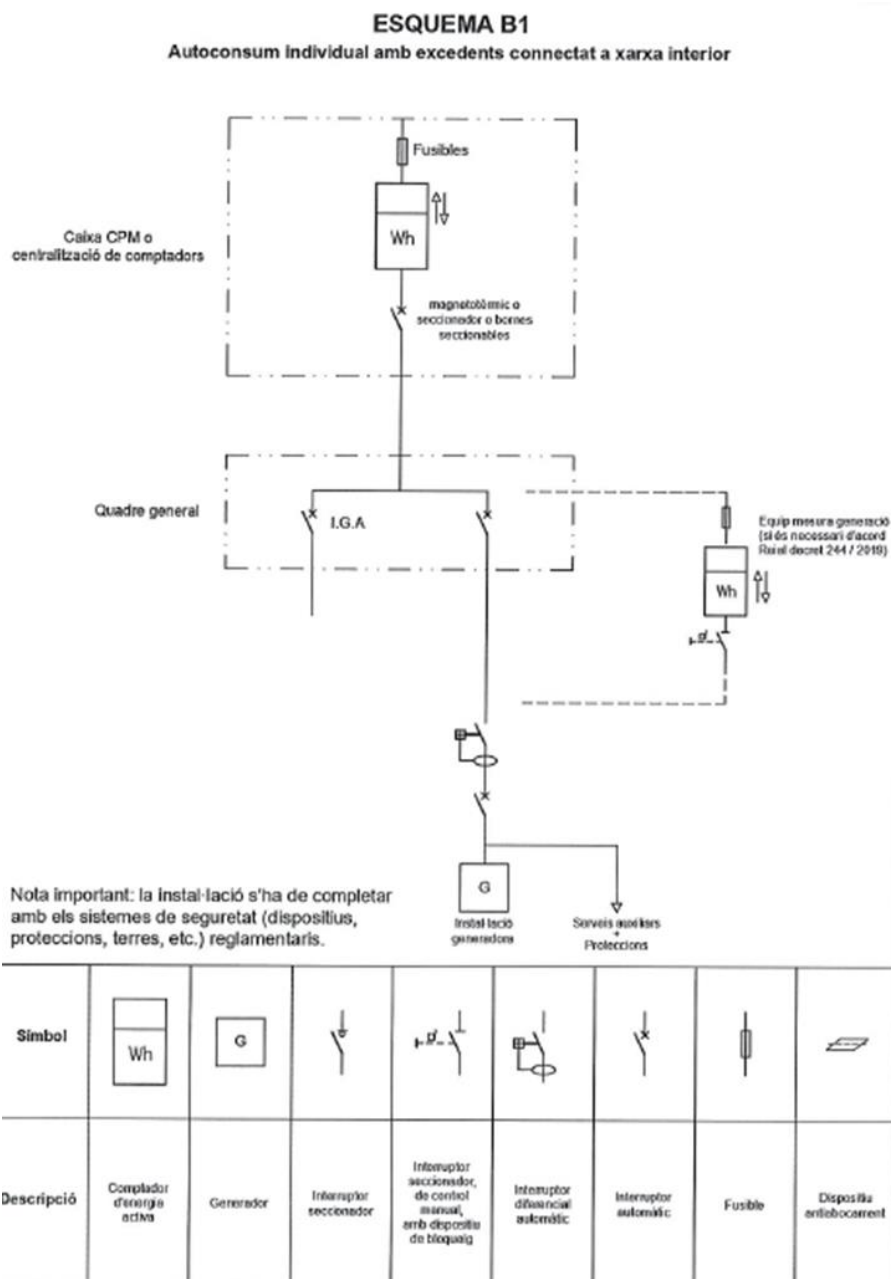 ESQUEMA B1
Autoconsum individual amb excedents connectat a xarxa interior
Fusibles
Wh
Caixa CPM o
centralització de comptadors
magnetotèrmic o
seccionador o bornes
seccionables
Quadre general
I.G.A
Equip mesura generació
(si és necessari d'acord
Reial decret 244 / 2019)
Wh
G
Instal·lació
generadora
Serveis auxiliars
+
Proteccions
Nota important: la instal·lació s'ha de completar
amb els sistemes de seguretat (dispositius,
proteccions, terres, etc.) reglamentaris.
Símbol
Wh
G
Descripció
Comptador
d'energia
activa
Generador
Interruptor
seccionador
Interruptor
seccionador,
de control
manual,
amb dispositiu
de bloqueig
Interruptor
diferencial
automàtic
Interruptor
automàtic
Fusible
Dispositiu
antiabocament